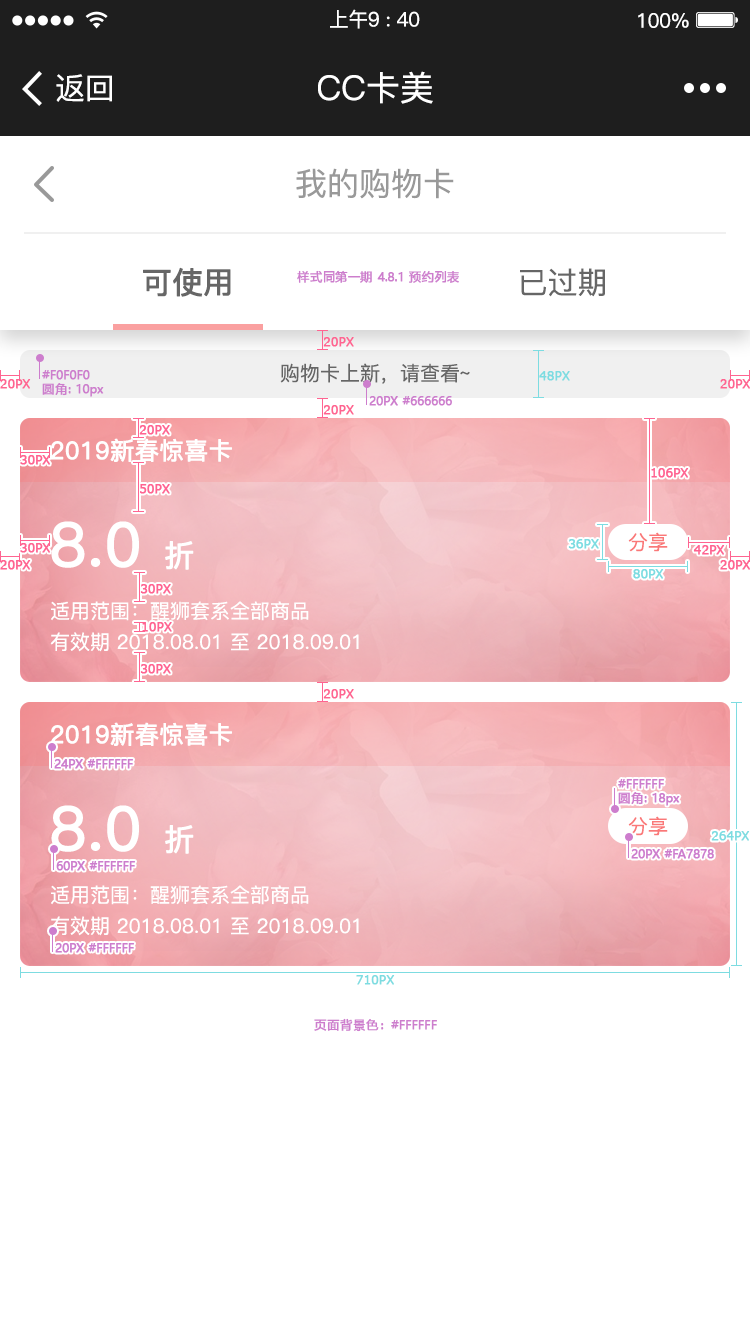 上午9 : 40
100%
返回
CC卡美
我的购物卡
可使用
样式同第一期 4.8.1 预约列表
已过期
20PX
20PX
#F0F0F0
圆角: 10px
购物卡上新，请查看~
48PX
20PX
20PX #666666
20PX
20PX
30PX
2019新春惊喜卡
50PX
106PX
30PX
20PX
8.0 折
36PX
分享
42PX
20PX
80PX
30PX
适用范围：醒狮套系全部商品
10PX
有效期 2018.08.01 至 2018.09.01
30PX
20PX
2019新春惊喜卡
24PX #FFFFFF
#FFFFFF
圆角: 18px
8.0 折
分享
264PX
20PX #FA7878
60PX #FFFFFF
适用范围：醒狮套系全部商品
有效期 2018.08.01 至 2018.09.01
20PX #FFFFFF
710PX
页面背景色：#FFFFFF